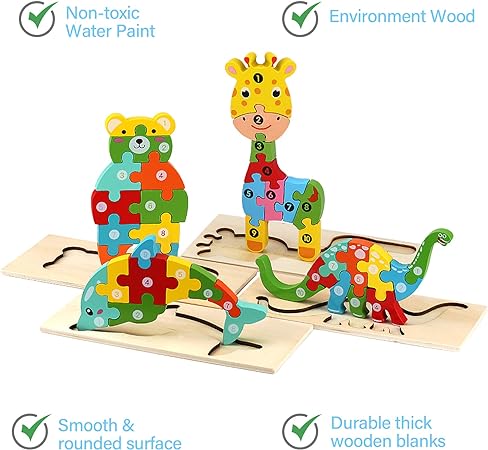 Non-toxic
Water Paint
Environment Wood
Smooth &
rounded surface
Durable thick
wooden blanks